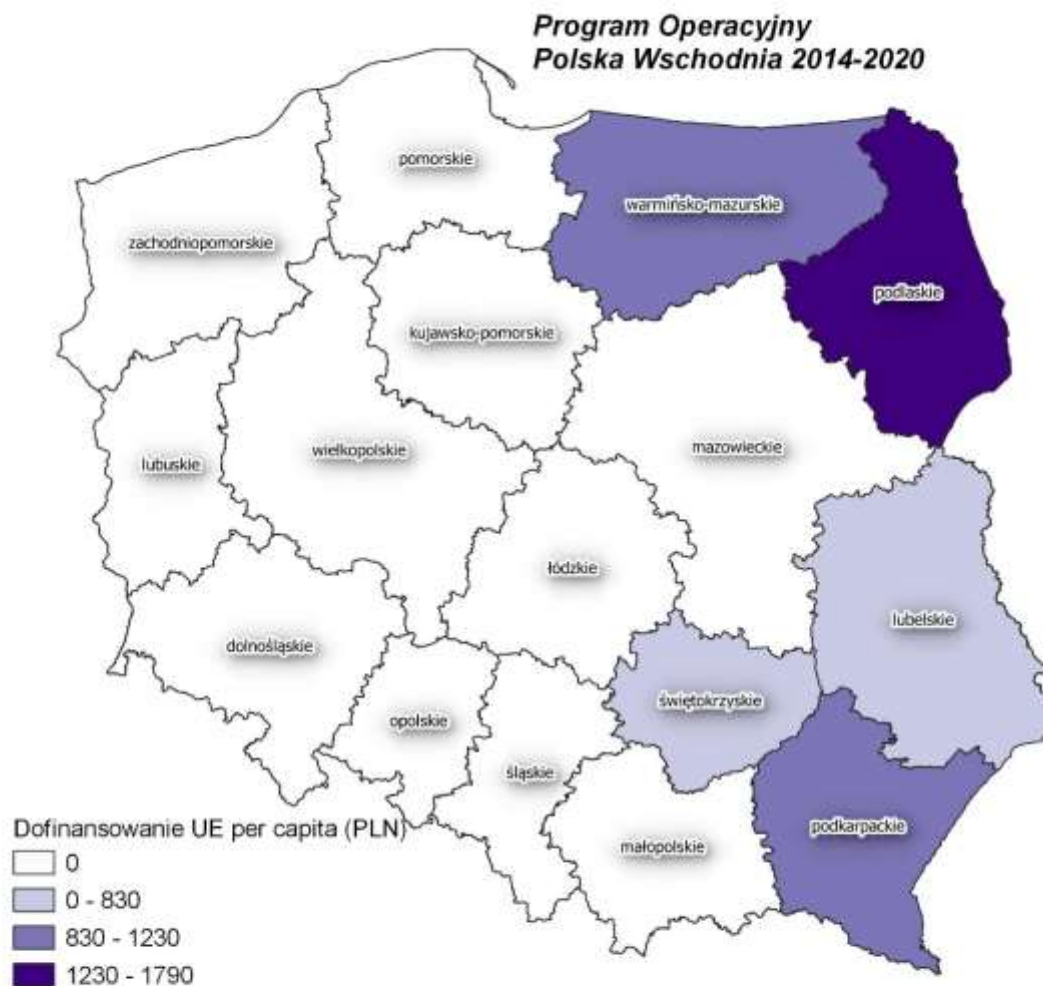 Program Operacyjny
Polska Wschodnia 2014-2020
pomorskie
warmińsko-mazurskie
zachodniopomorskie
podlaskie
kujawsko-pomorskie
mazowieckie
wielkopolskie
lubuskie
łódzkie
lubelskie
dolnośląskie
świętokrzyskie
opolskie
śląskie
podkarpackie
małopolskie
Dofinansowanie UE per capita (PLN)
0
0 - 830
830 - 1230
1230 - 1790